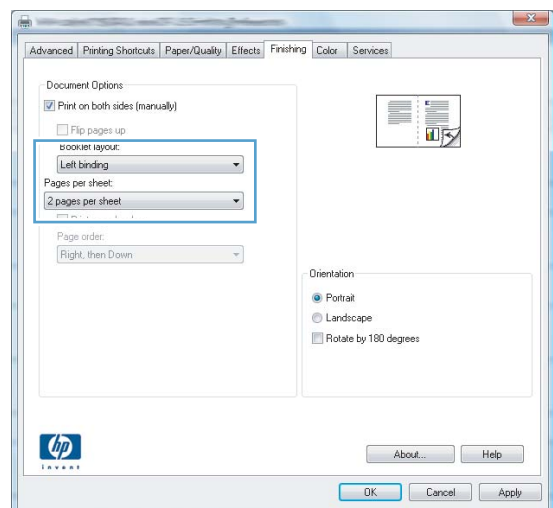 Advanced Printing Shortcuts Paper/Quality Effects Finishing Color Services
Document Options
Print on both sides (manually)
Flip pages up
Booklet layout:
Left binding
Pages per sheet:
2 pages per sheet
Page order:
Right, then Down
Orientation
Portrait
Landscape
Rotate by 180 degrees
hp
invent
About... Help
OK Cancel Apply